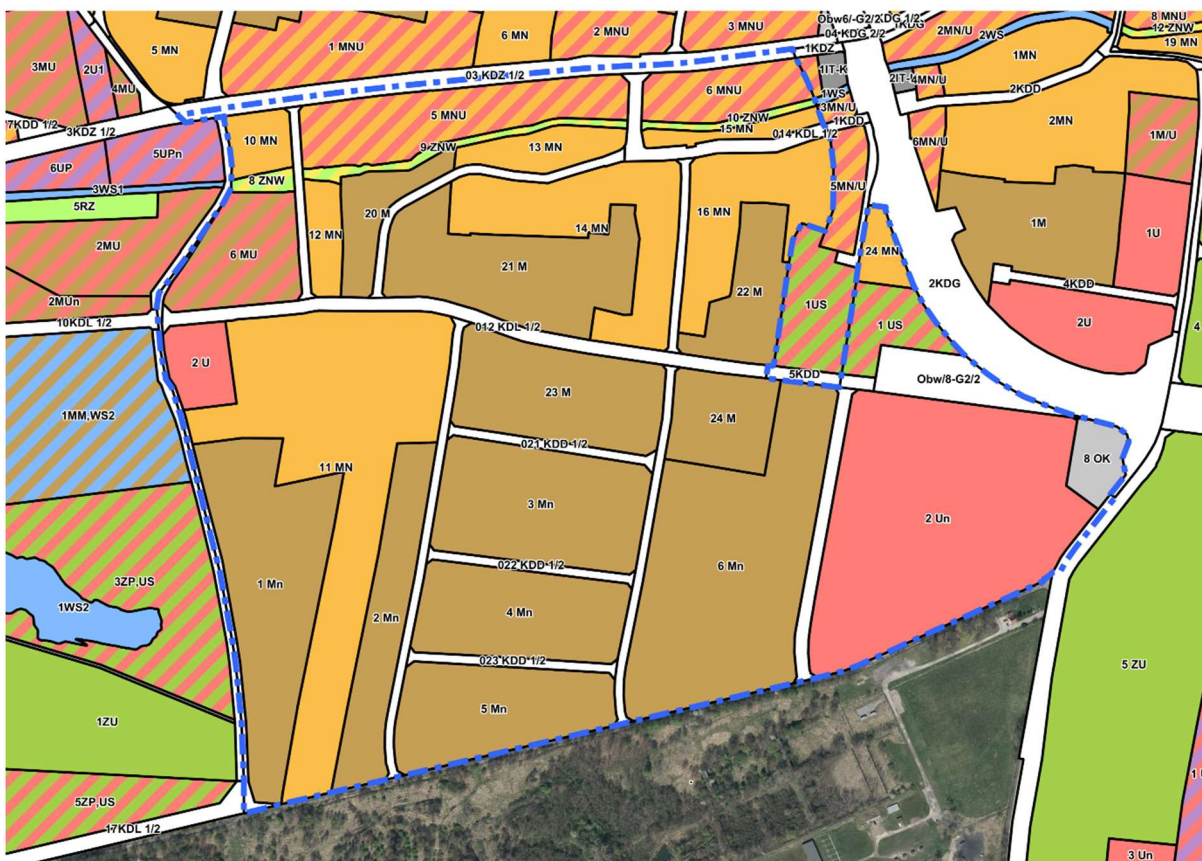 Obw6/-G2/2
KDG 1/2
1KDG
04 KDG 2/2
5 MN
1 MNU
6 MN
2 MNU
3 MNU
2MN/U
2WS
8 MNU
12 ZNW
19 MN
3MU
2U1
4MU
03 KDZ 1/2
1KDZ
1IT-K
2IT-
4MN/U
1MN
2KDD
7KDD 1/2
3KDZ 1/2
10 MN
5 MNU
6 MNU
1WS
3MN/U
10 ZNW
15 MN
014 KDL 1/2
1KDD
2MN
1M/U
6UP
5UPn
9 ZNW
13 MN
6MN/U
3WS1
8 ZNW
5RZ
5MN/U
2MU
6 MU
12 MN
20 M
14 MN
16 MN
24 MN
1M
1U
21 M
22 M
1US
1 US
2KDG
4KDD
2MUn
10KDL 1/2
012 KDL 1/2
2U
4
2 U
5KDD
Obw/8-G2/2
1MM,WS2
23 M
24 M
021 KDD 1/2
11 MN
8 OK
3 Mn
2 Un
3ZP,US
022 KDD 1/2
6 Mn
1 Mn
1WS2
4 Mn
2 Mn
023 KDD 1/2
5 ZU
5 Mn
1ZU
5ZP,US
17KDL 1/2
3 Un